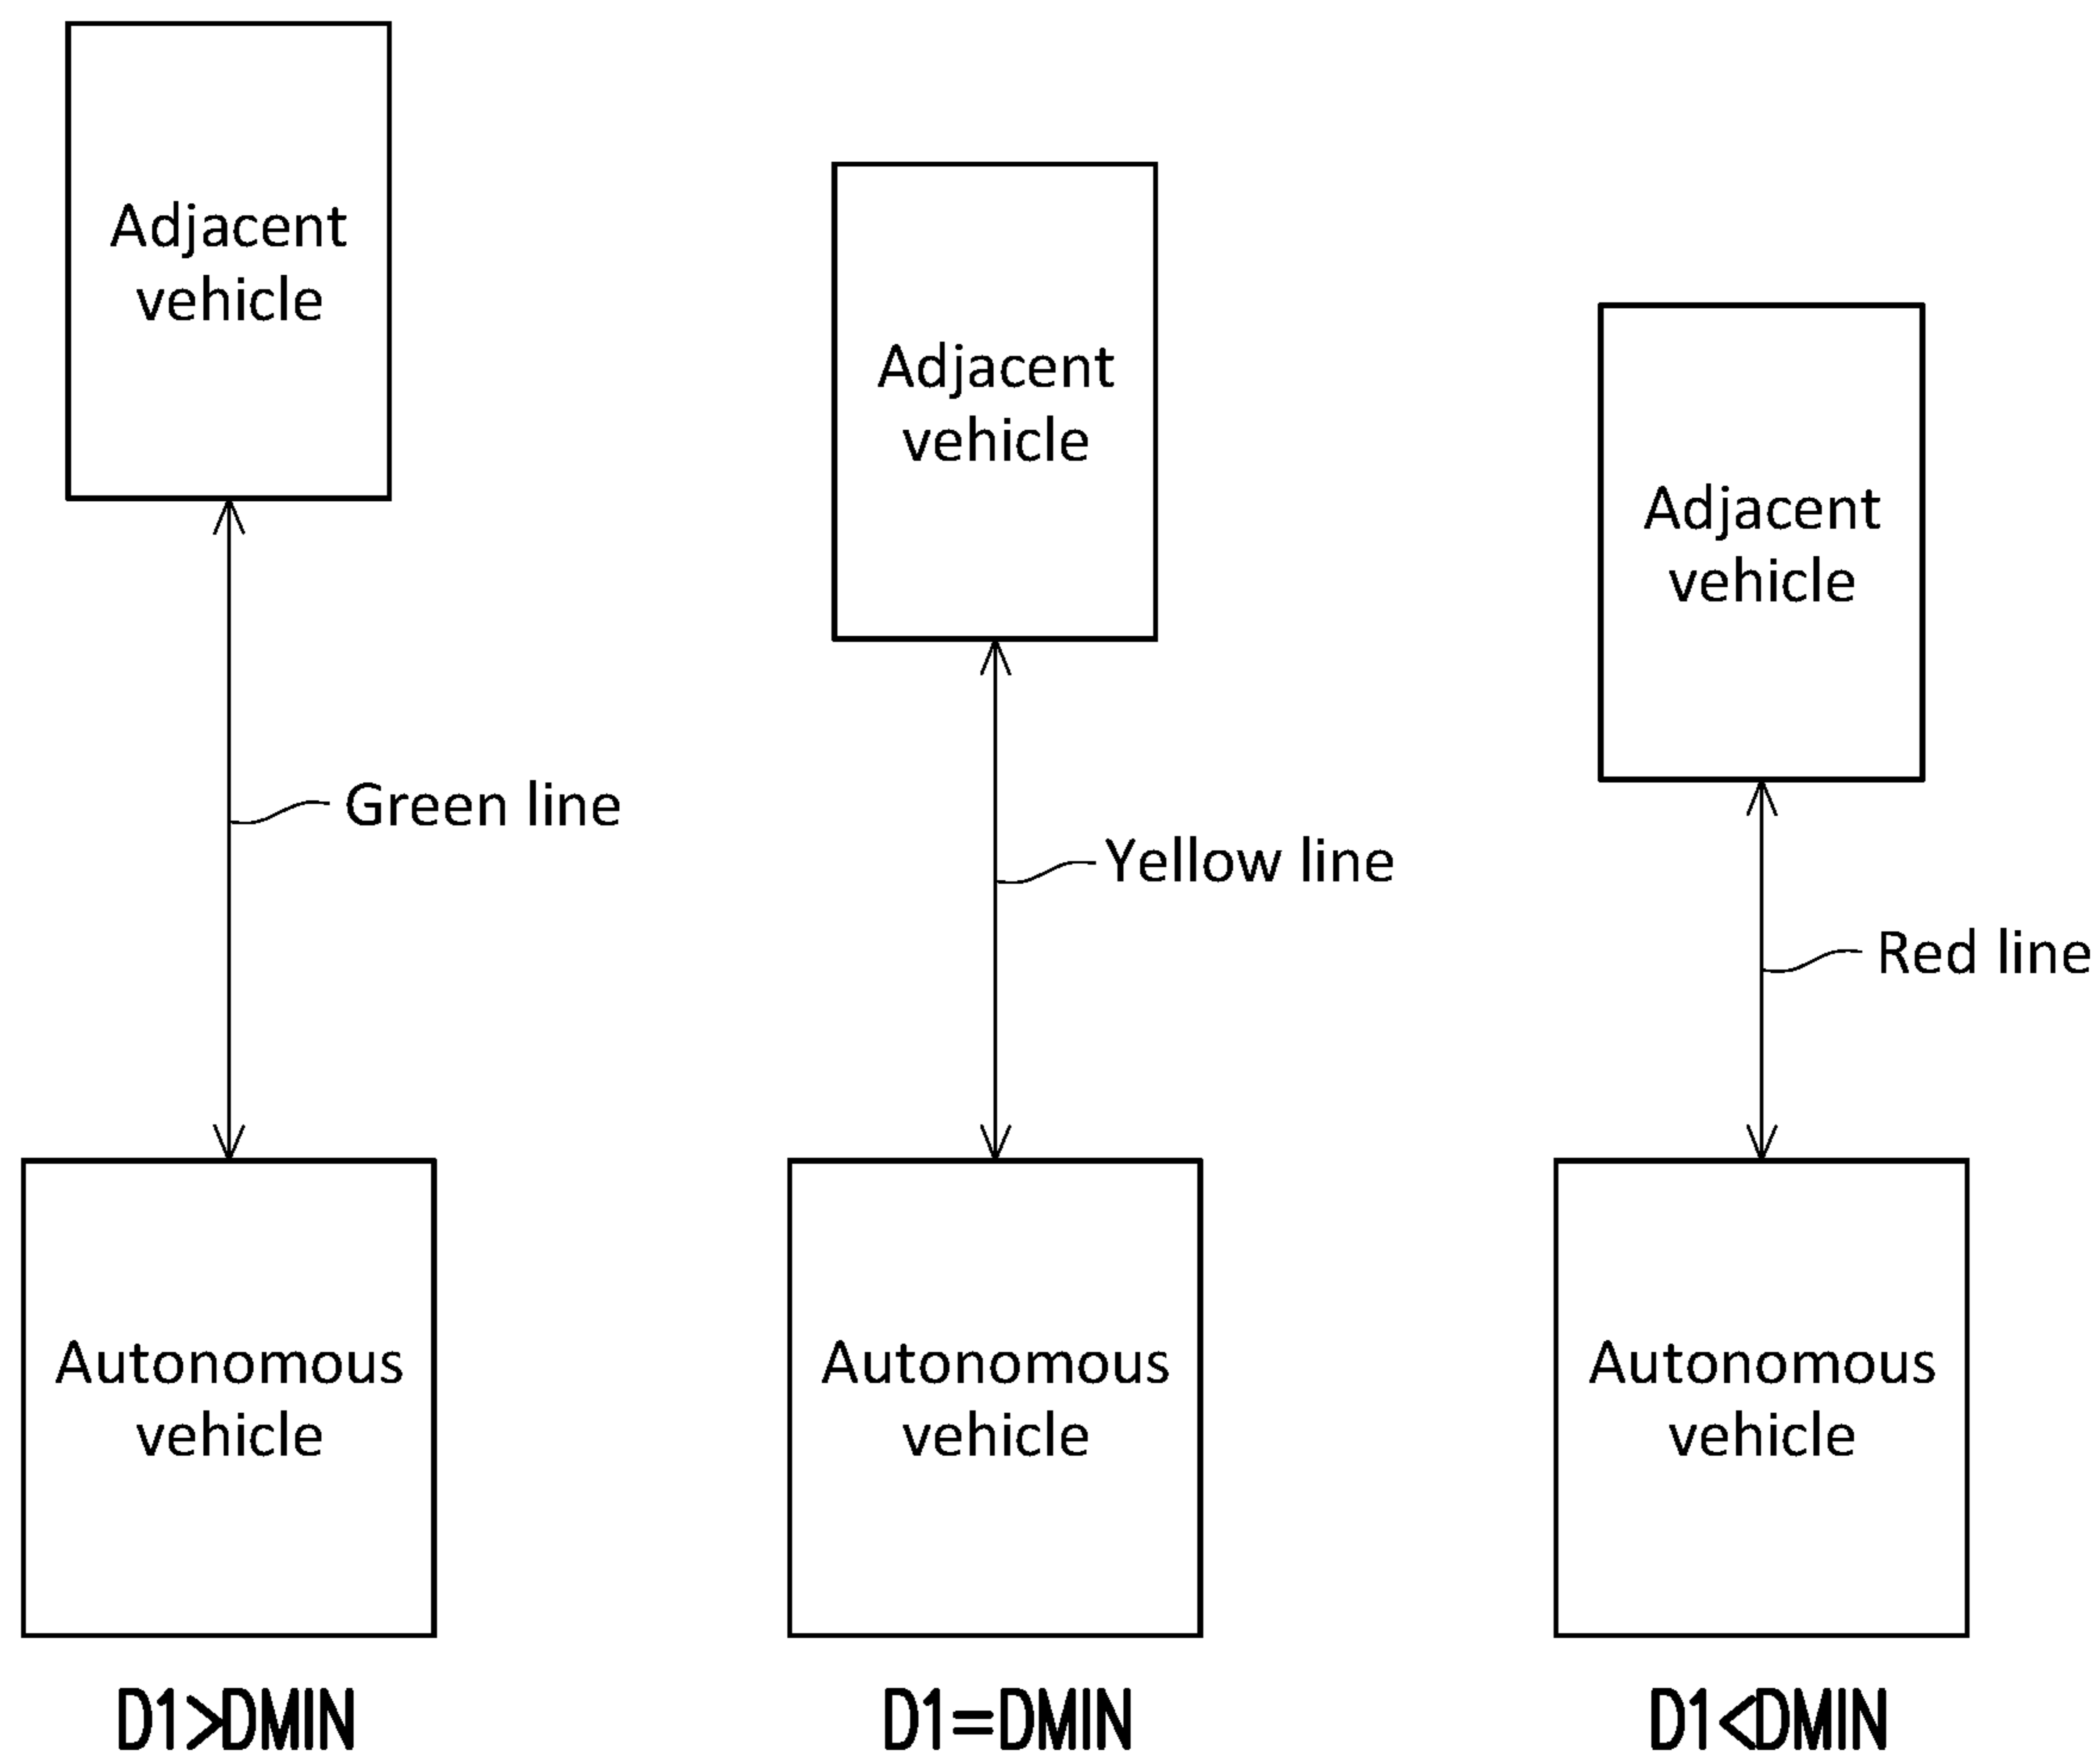 Adjacent
vehicle
Green line
Autonomous
vehicle
D1>DMIN
Adjacent
vehicle
Yellow line
Autonomous
vehicle
D1=DMIN
Adjacent
vehicle
Red line
Autonomous
vehicle
D1<DMIN